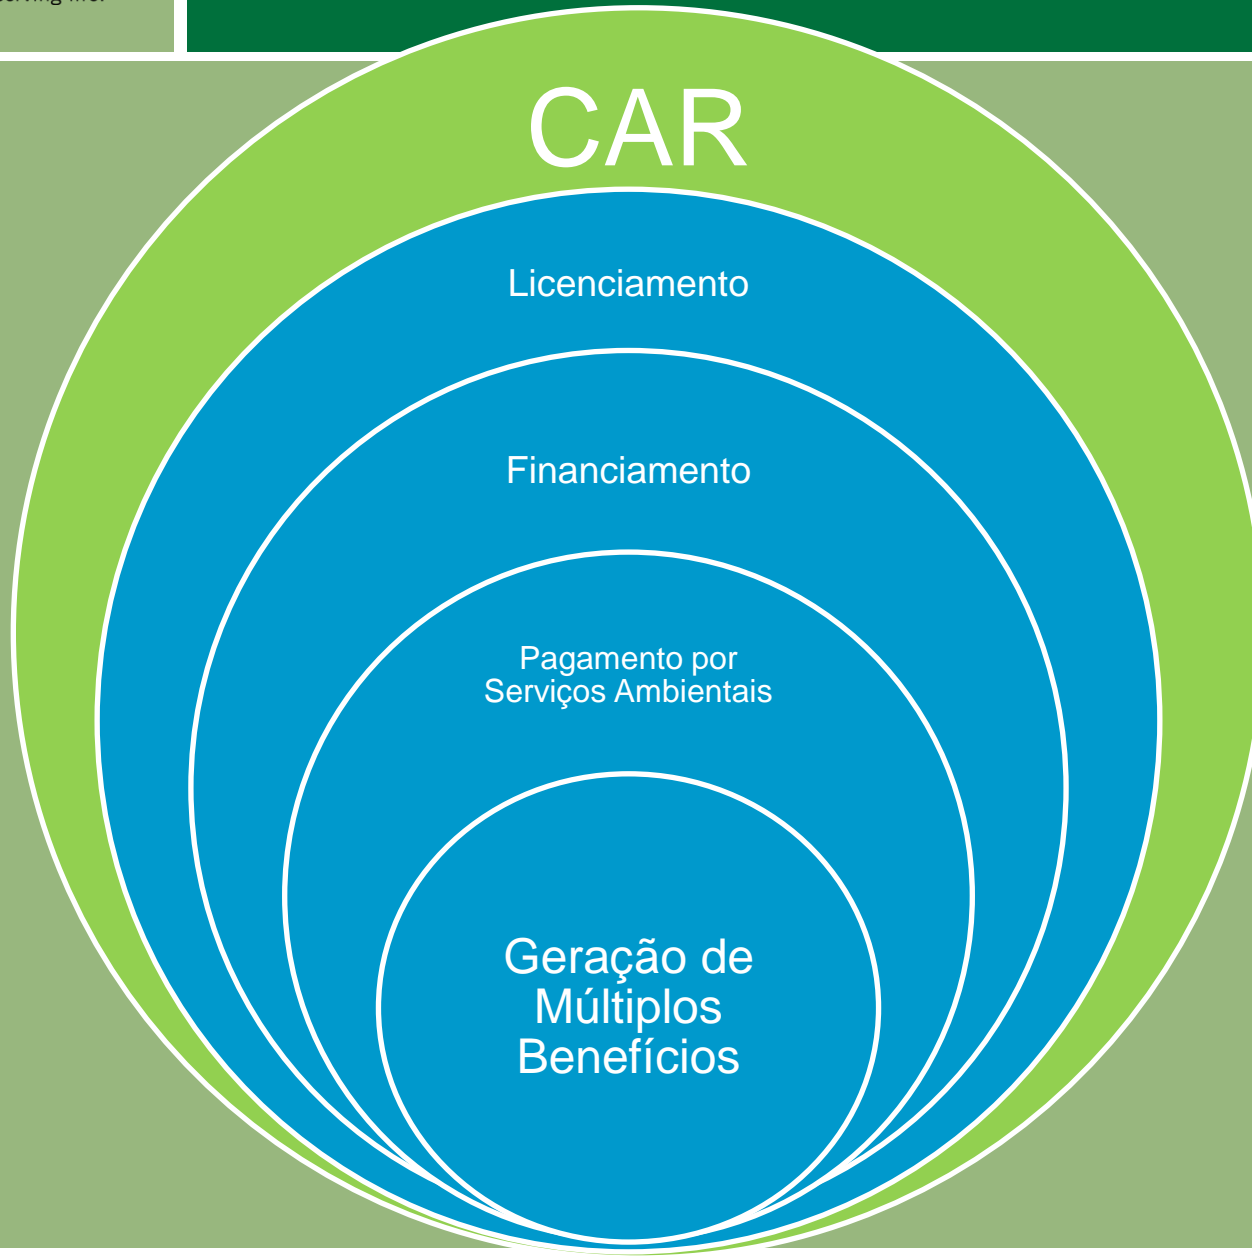 CAR
Licenciamento
Financiamento
Pagamento por
Serviços Ambientais
Geração de
Múltiplos
Benefícios